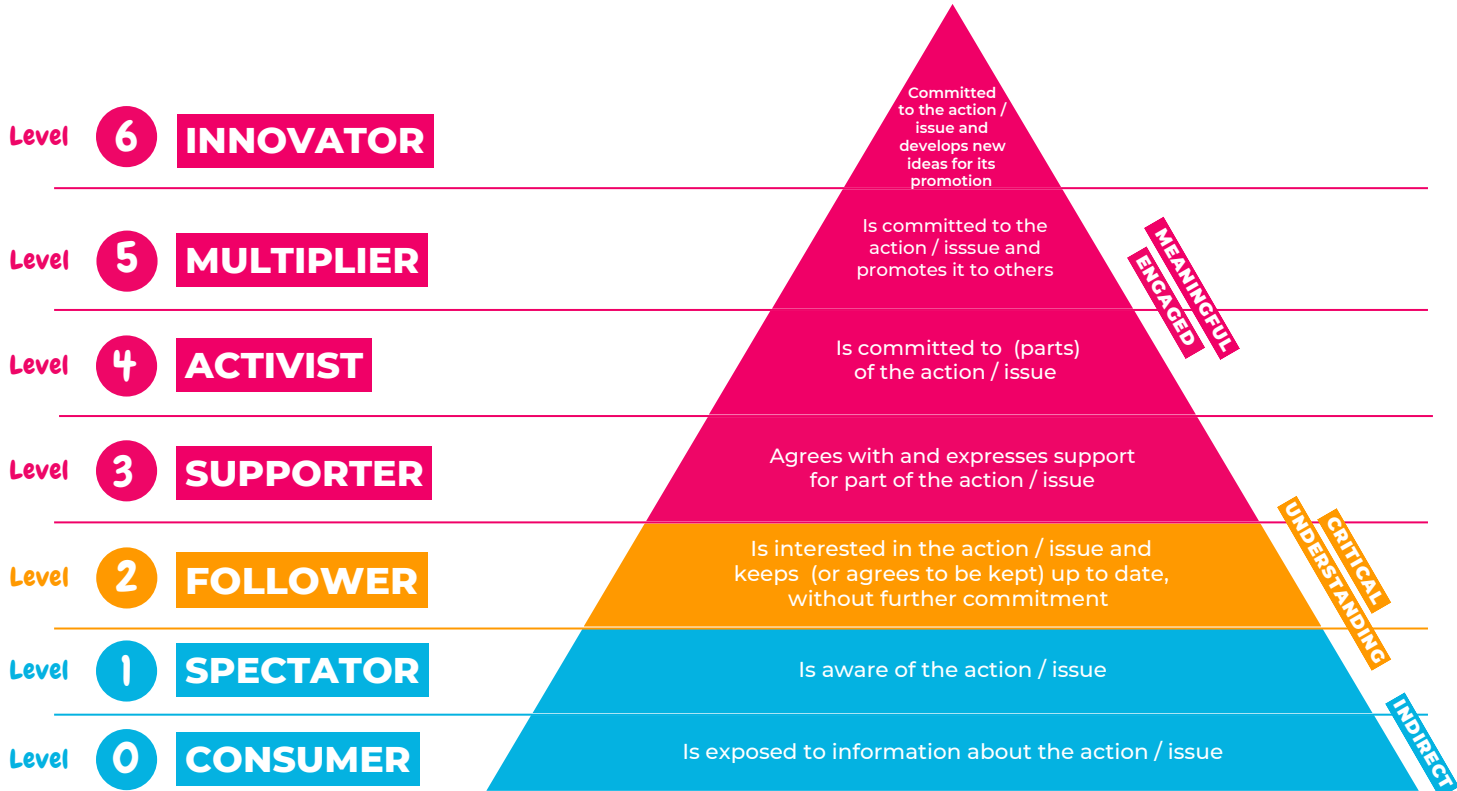 Level 6 INNOVATOR
Committed
to the action /
issue and
develops new
ideas for its
promotion
Level 5 MULTIPLIER
Is committed to the
action / isssue and
promotes it to others
MEANINGFUL
ENGAGED
Level 4 ACTIVIST
Is committed to (parts)
of the action / issue
Level 3 SUPPORTER
Agrees with and expresses support
for part of the action / issue
CRITICAL
UNDERSTANDING
Level 2 FOLLOWER
Is interested in the action / issue and
keeps (or agrees to be kept) up to date,
without further commitment
Level 1 SPECTATOR
Is aware of the action / issue
Level 0 CONSUMER
Is exposed to information about the action / issue
INDIRECT